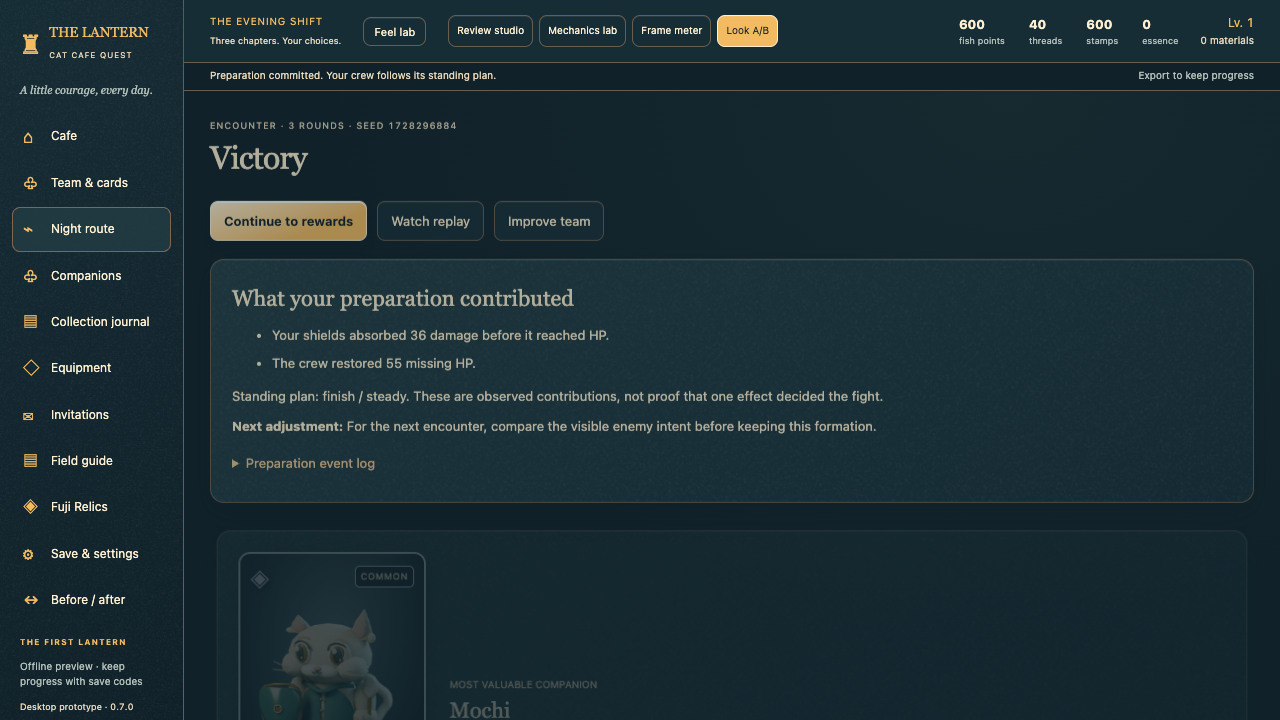 THE LANTERN
CAT CAFE QUEST
A little courage, every day.
Cafe
Team & cards
Night route
Companions
Collection journal
Equipment
Invitations
Field guide
Fuji Relics
Save & settings
Before / after
THE FIRST LANTERN
Offline preview · keep
progress with save codes
Desktop prototype · 0.7.0
THE EVENING SHIFT
Three chapters. Your choices.
Feel lab
Review studio
Mechanics lab
Frame meter
Look A/B
600
fish points
40
threads
600
stamps
0
essence
Lv. 1
0 materials
Preparation committed. Your crew follows its standing plan.
Export to keep progress
ENCOUNTER · 3 ROUNDS · SEED 1728296884
Victory
Continue to rewards
Watch replay
Improve team
What your preparation contributed
• Your shields absorbed 36 damage before it reached HP.
• The crew restored 55 missing HP.
Standing plan: finish / steady. These are observed contributions, not proof that one effect decided the fight.
Next adjustment: For the next encounter, compare the visible enemy intent before keeping this formation.
Preparation event log
COMMON
MOST VALUABLE COMPANION
Mochi